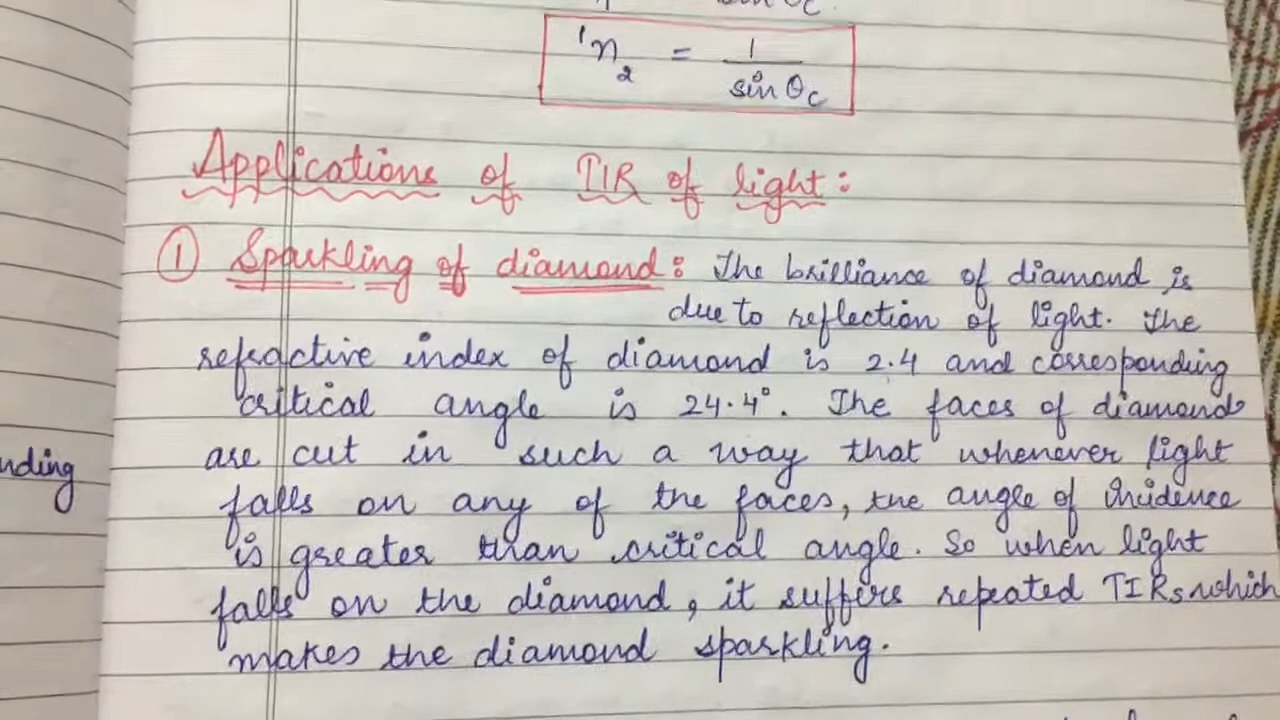 ¹n₂ = 1 / sin θc
Applications of TIR of light :
① Sparkling of diamond : The brilliance of diamond is
due to reflection of light. The
refractive index of diamond is 2.4 and corresponding
critical angle is 24.4°. The faces of diamond
are cut in such a way that whenever light
nding
falls on any of the faces, the angle of incidence
is greater than critical angle. So when light
falls on the diamond, it suffers repeated TIRs which
makes the diamond sparkling.